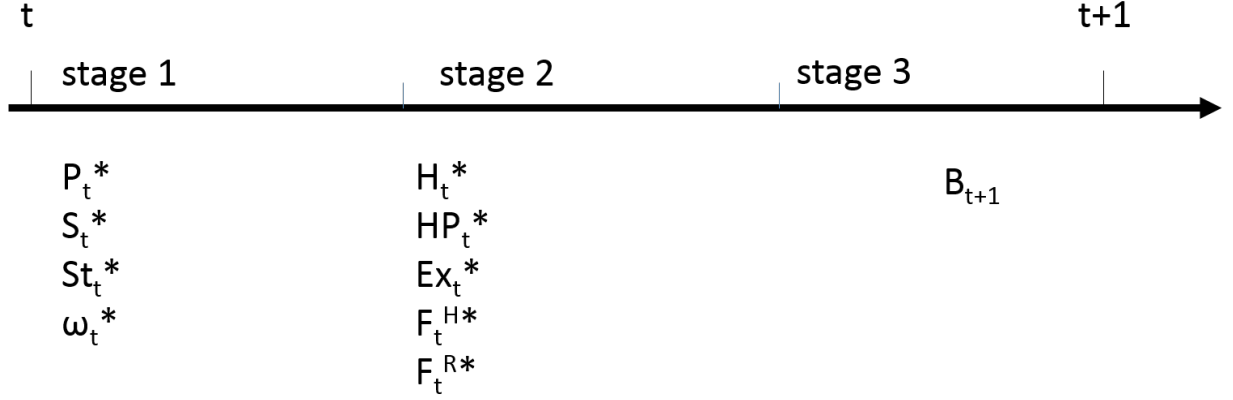 t t+1
stage 1 stage 2 stage 3
Pₜ* Hₜ* Bₜ₊₁
Sₜ* HPₜ*
Stₜ* Exₜ*
ωₜ* Fₜᴴ*
Fₜᴿ*